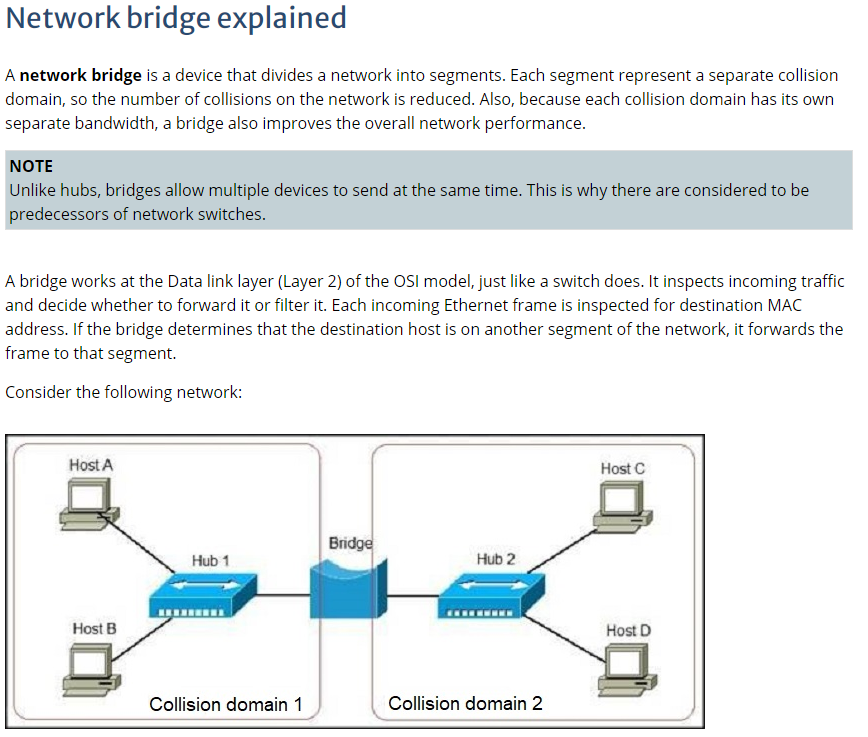 Network bridge explained
A network bridge is a device that divides a network into segments. Each segment represent a separate collision
domain, so the number of collisions on the network is reduced. Also, because each collision domain has its own
separate bandwidth, a bridge also improves the overall network performance.
NOTE
Unlike hubs, bridges allow multiple devices to send at the same time. This is why there are considered to be
predecessors of network switches.
A bridge works at the Data link layer (Layer 2) of the OSI model, just like a switch does. It inspects incoming traffic
and decide whether to forward it or filter it. Each incoming Ethernet frame is inspected for destination MAC
address. If the bridge determines that the destination host is on another segment of the network, it forwards the
frame to that segment.
Consider the following network:
Host A
Host C
Bridge
Hub 1
Hub 2
Host B
Host D
Collision domain 1
Collision domain 2